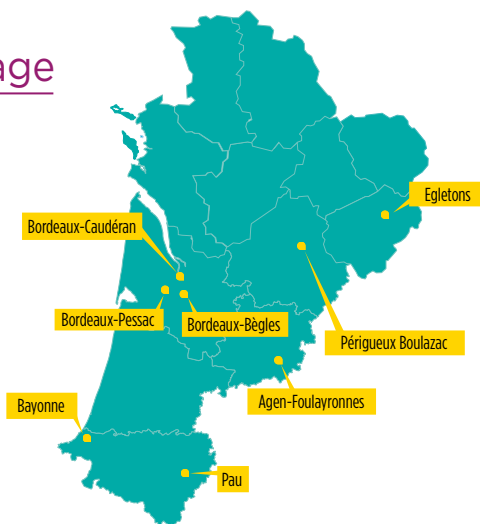 age
Egletons
Bordeaux-Caudéran
Bordeaux-Pessac
Bordeaux-Bègles
Périgueux Boulazac
Agen-Foulayronnes
Bayonne
Pau